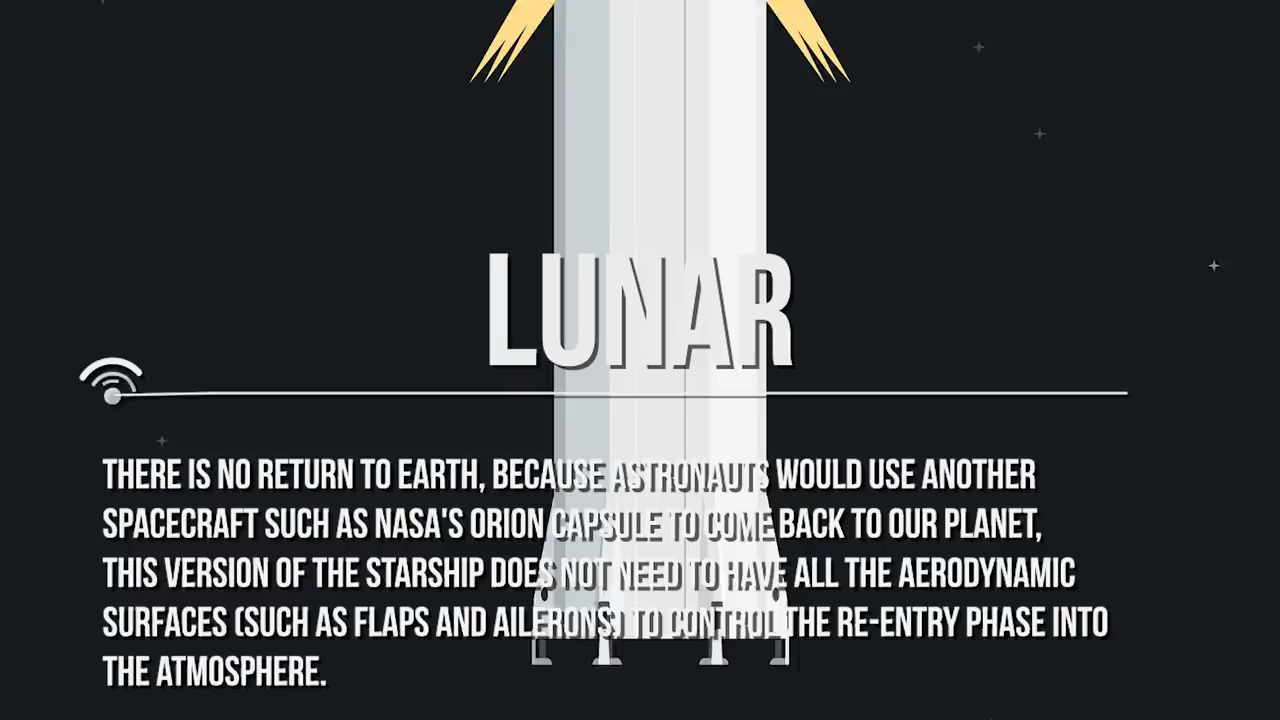 LUNAR
THERE IS NO RETURN TO EARTH, BECAUSE ASTRONAUTS WOULD USE ANOTHER
SPACECRAFT SUCH AS NASA'S ORION CAPSULE TO COME BACK TO OUR PLANET,
THIS VERSION OF THE STARSHIP DOES NOT NEED TO HAVE ALL THE AERODYNAMIC
SURFACES (SUCH AS FLAPS AND AILERONS) TO CONTROL THE RE-ENTRY PHASE INTO
THE ATMOSPHERE.